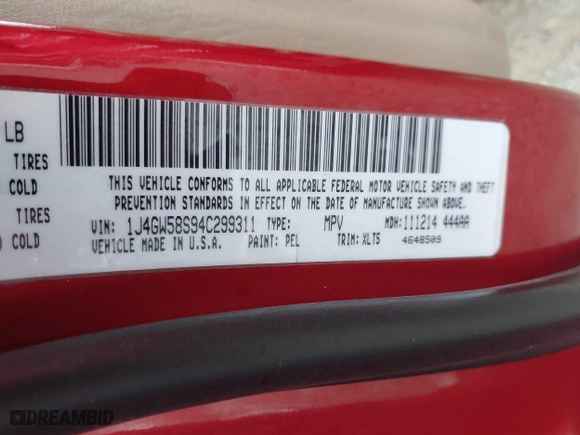 LB
TIRES
COLD
TIRES
COLD
THIS VEHICLE CONFORMS TO ALL APPLICABLE FEDERAL MOTOR VEHICLE SAFETY AND THEFT
PREVENTION STANDARDS IN EFFECT ON THE DATE OF MANUFACTURE SHOWN ABOVE.
VIN: 1J4GW58S94C299311 TYPE: MPV MDH: 111214 444AA
VEHICLE MADE IN U.S.A. PAINT: PEL TRIM: XLT5 4648509
DREAMBID